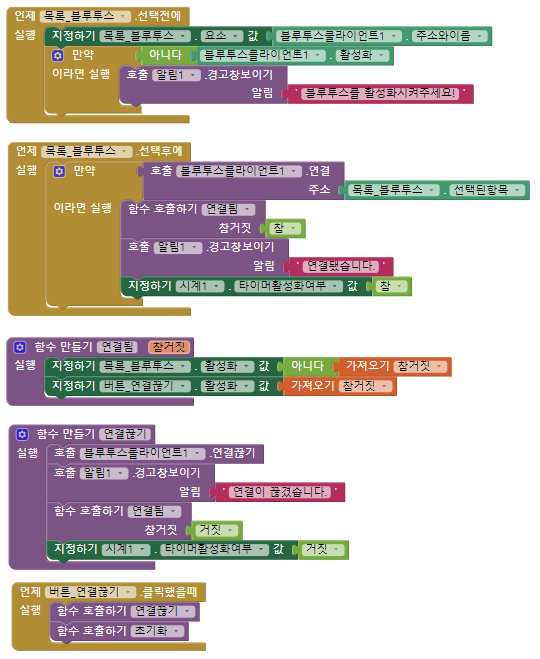 언제 목록_블루투스 .선택전에
실행 지정하기 목록_블루투스 . 요소 값 블루투스클라이언트1 . 주소와이름
만약 아니다 블루투스클라이언트1 . 활성화
이라면 실행 호출 알림1 .경고창보이기
알림 " 블루투스를 활성화시켜주세요! "
언제 목록_블루투스 .선택후에
실행 만약 호출 블루투스클라이언트1 .연결
주소 목록_블루투스 . 선택된항목
이라면 실행 함수 호출하기 연결됨
참거짓 참
호출 알림1 .경고창보이기
알림 " 연결됐습니다. "
지정하기 시계1 . 타이머활성화여부 값 참
함수 만들기 연결됨 참거짓
실행 지정하기 목록_블루투스 . 활성화 값 아니다 가져오기 참거짓
지정하기 버튼_연결끊기 . 활성화 값 가져오기 참거짓
함수 만들기 연결끊기
실행 호출 블루투스클라이언트1 .연결끊기
호출 알림1 .경고창보이기
알림 " 연결이 끊겼습니다. "
함수 호출하기 연결됨
참거짓 거짓
지정하기 시계1 . 타이머활성화여부 값 거짓
언제 버튼_연결끊기 .클릭했을때
실행 함수 호출하기 연결끊기
함수 호출하기 초기화